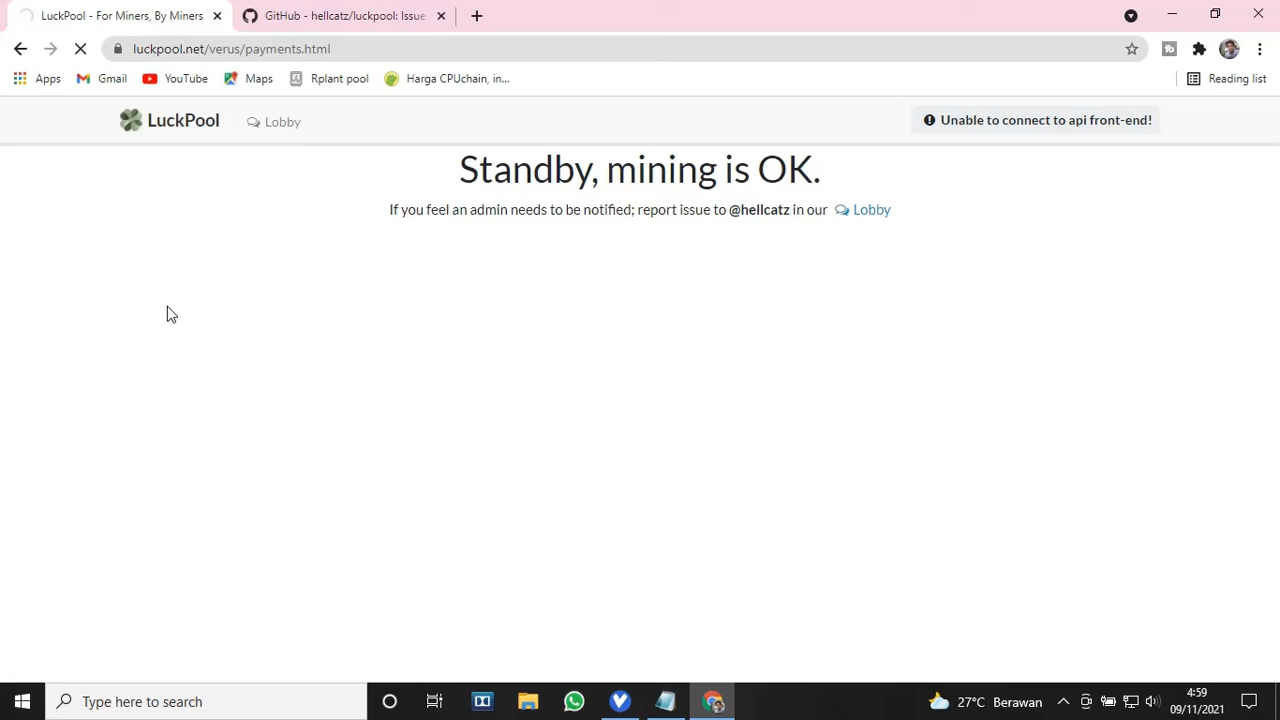 LuckPool - For Miners, By Miners
GitHub - hellcatz/luckpool: Issue
luckpool.net/verus/payments.html
Apps
Gmail
YouTube
Maps
Rplant pool
Harga CPUchain, in...
Reading list
LuckPool
Lobby
Unable to connect to api front-end!
Standby, mining is OK.
If you feel an admin needs to be notified; report issue to @hellcatz in our Lobby
Type here to search
27°C Berawan
4:59
09/11/2021